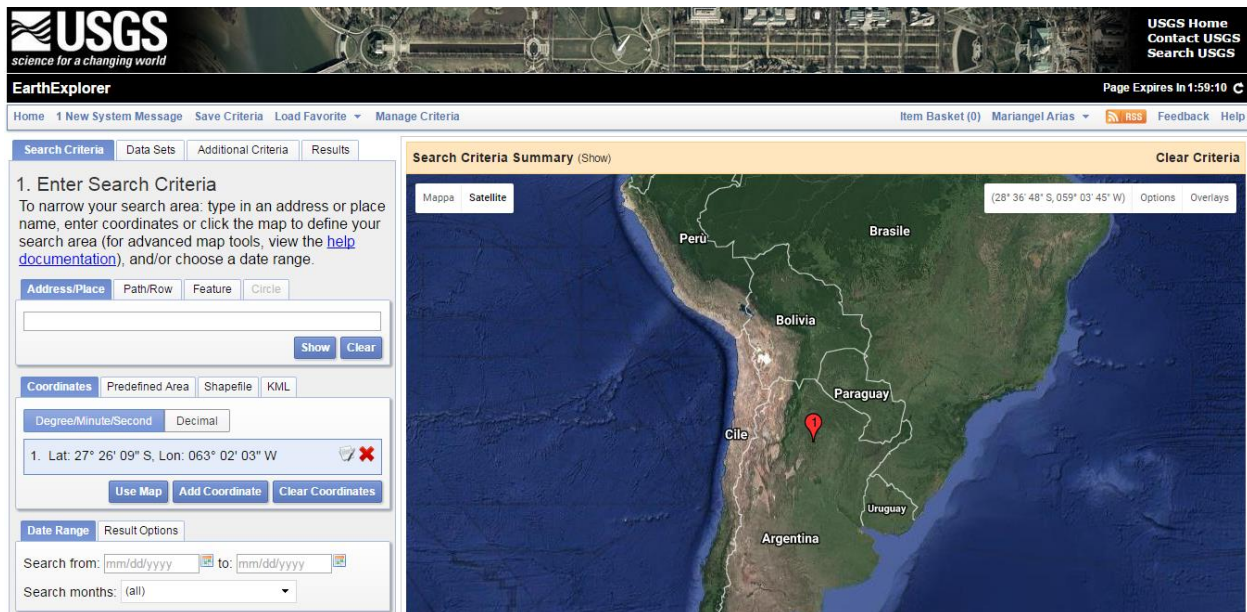 USGS
science for a changing world
USGS Home
Contact USGS
Search USGS
EarthExplorer
Page Expires In 1:59:10
Home 1 New System Message Save Criteria Load Favorite Manage Criteria
Item Basket (0) Mariangel Arias RSS Feedback Help
Search Criteria Data Sets Additional Criteria Results
1. Enter Search Criteria
To narrow your search area: type in an address or place
name, enter coordinates or click the map to define your
search area (for advanced map tools, view the help
documentation), and/or choose a date range.
Address/Place Path/Row Feature Circle
Show Clear
Coordinates Predefined Area Shapefile KML
Degree/Minute/Second Decimal
1. Lat: 27° 26' 09" S, Lon: 063° 02' 03" W
Use Map Add Coordinate Clear Coordinates
Date Range Result Options
Search from: mm/dd/yyyy to: mm/dd/yyyy
Search months: (all)
Search Criteria Summary (Show)
Clear Criteria
Mappa Satellite
(28° 36' 48" S, 059° 03' 45" W) Options Overlays
Perù
Brasile
Bolivia
Paraguay
1
Cile
Uruguay
Argentina